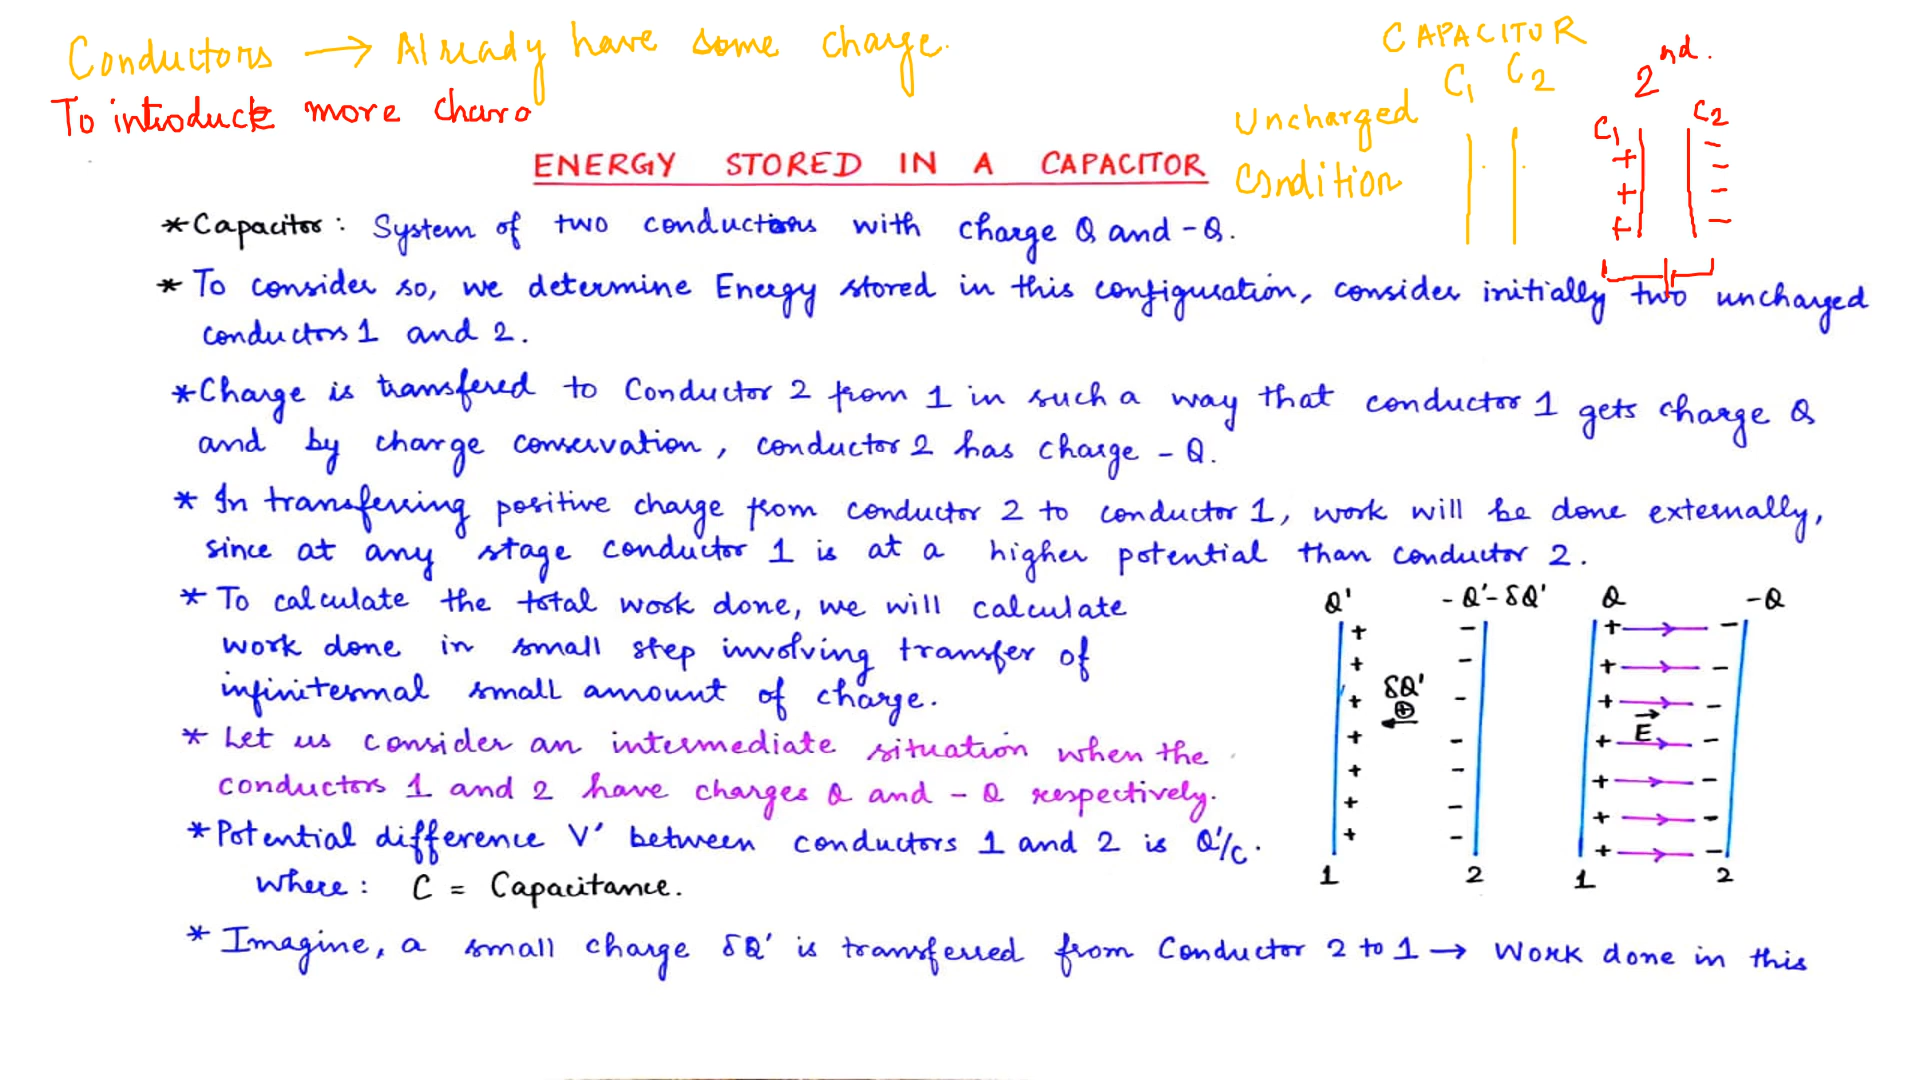 Conductors → Already have some charge.
To introduce more charg
CAPACITOR
C1 C2
Uncharged
Condition
2nd.
C1 C2
+ -
+ -
+ -
-
ENERGY STORED IN A CAPACITOR
*Capacitor: System of two conductors with charge Q and -Q.
* To consider so, we determine Energy stored in this configuration, consider initially two uncharged
conductors 1 and 2.
*Charge is transfered to Conductor 2 from 1 in such a way that conductor 1 gets charge Q
and by charge conservation, conductor 2 has charge - Q.
* In transferring positive charge from conductor 2 to conductor 1, work will be done externally,
since at any stage conductor 1 is at a higher potential than conductor 2.
* To calculate the total work done, we will calculate
work done in small step involving transfer of
infinitesmal small amount of charge.
* Let us consider an intermediate situation when the
conductors 1 and 2 have charges Q and - Q respectively.
* Potential difference V' between conductors 1 and 2 is Q'/C.
where: C = Capacitance.
Q' - Q'- δQ'
δQ'
1 2
Q -Q
E
1 2
* Imagine, a small charge δQ' is transferred from Conductor 2 to 1 → Work done in this